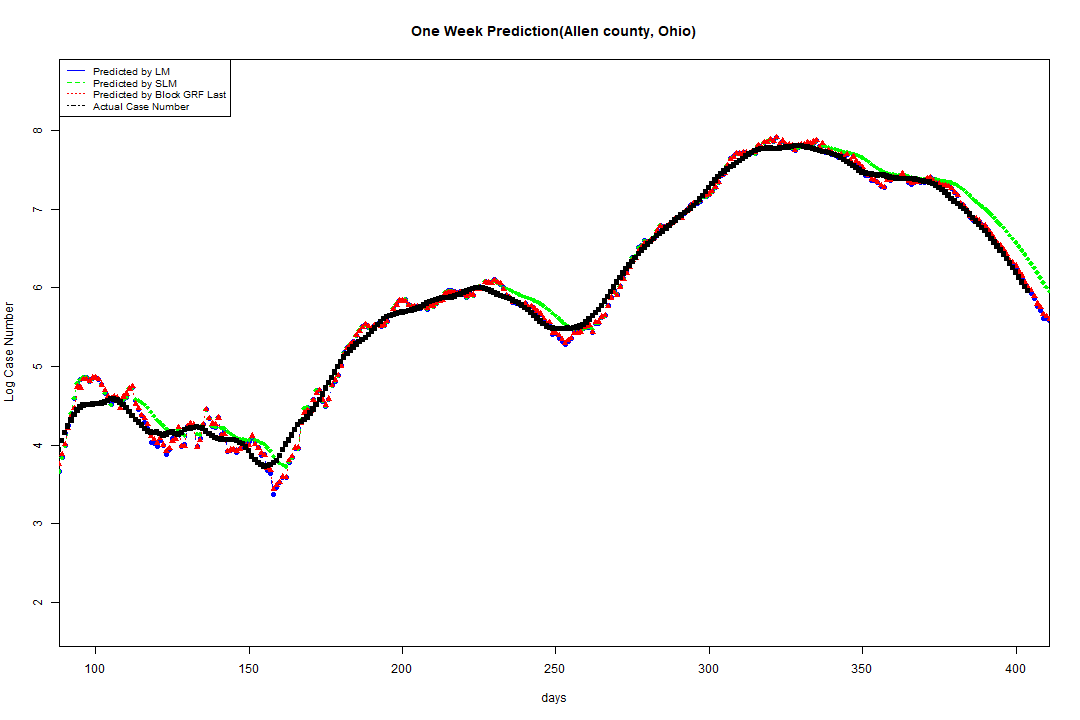 One Week Prediction(Allen county, Ohio)
Predicted by LM
Predicted by SLM
Predicted by Block GRF Last
Actual Case Number
8
7
6
5
4
3
2
Log Case Number
100 150 200 250 300 350 400
days